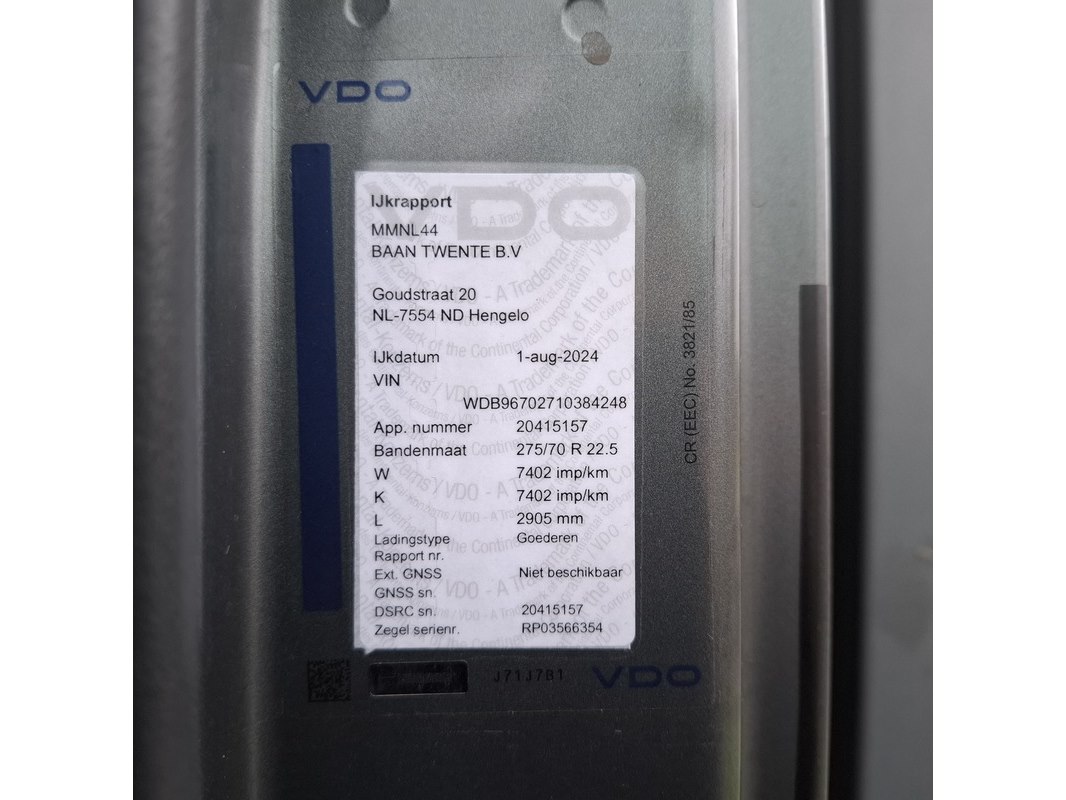 VDO
IJkrapport
MMNL44
BAAN TWENTE B.V
Goudstraat 20
NL-7554 ND Hengelo
IJkdatum 1-aug-2024
VIN
WDB96702710384248
App. nummer 20415157
Bandenmaat 275/70 R 22.5
W 7402 imp/km
K 7402 imp/km
L 2905 mm
Ladingstype Goederen
Rapport nr.
Ext. GNSS Niet beschikbaar
GNSS sn.
DSRC sn. 20415157
Zegel serienr. RP03566354
CR (EEC) No. 3821/85
J71J7B1 VDO